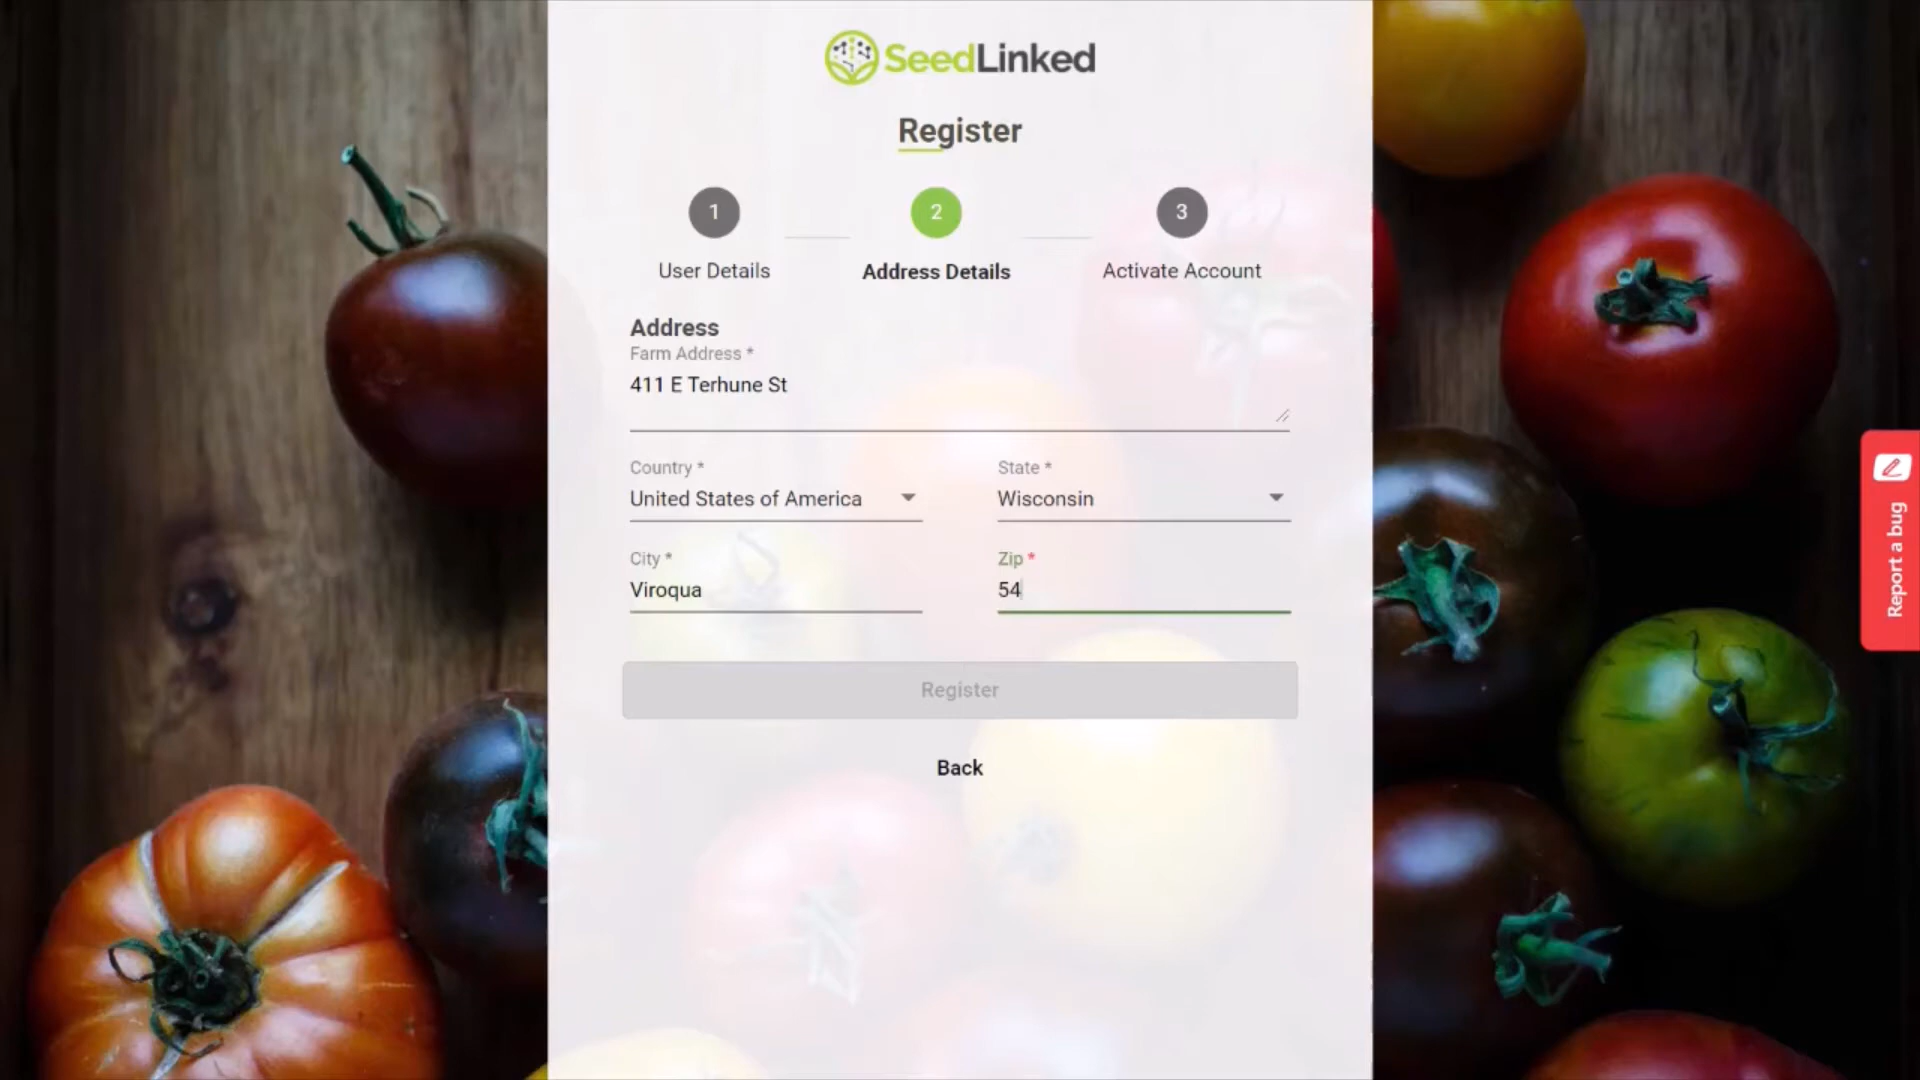 SeedLinked
Register
1
2
3
User Details
Address Details
Activate Account
Address
Farm Address *
411 E Terhune St
Country *
State *
United States of America
Wisconsin
City *
Zip *
Viroqua
54
Register
Back
Report a bug